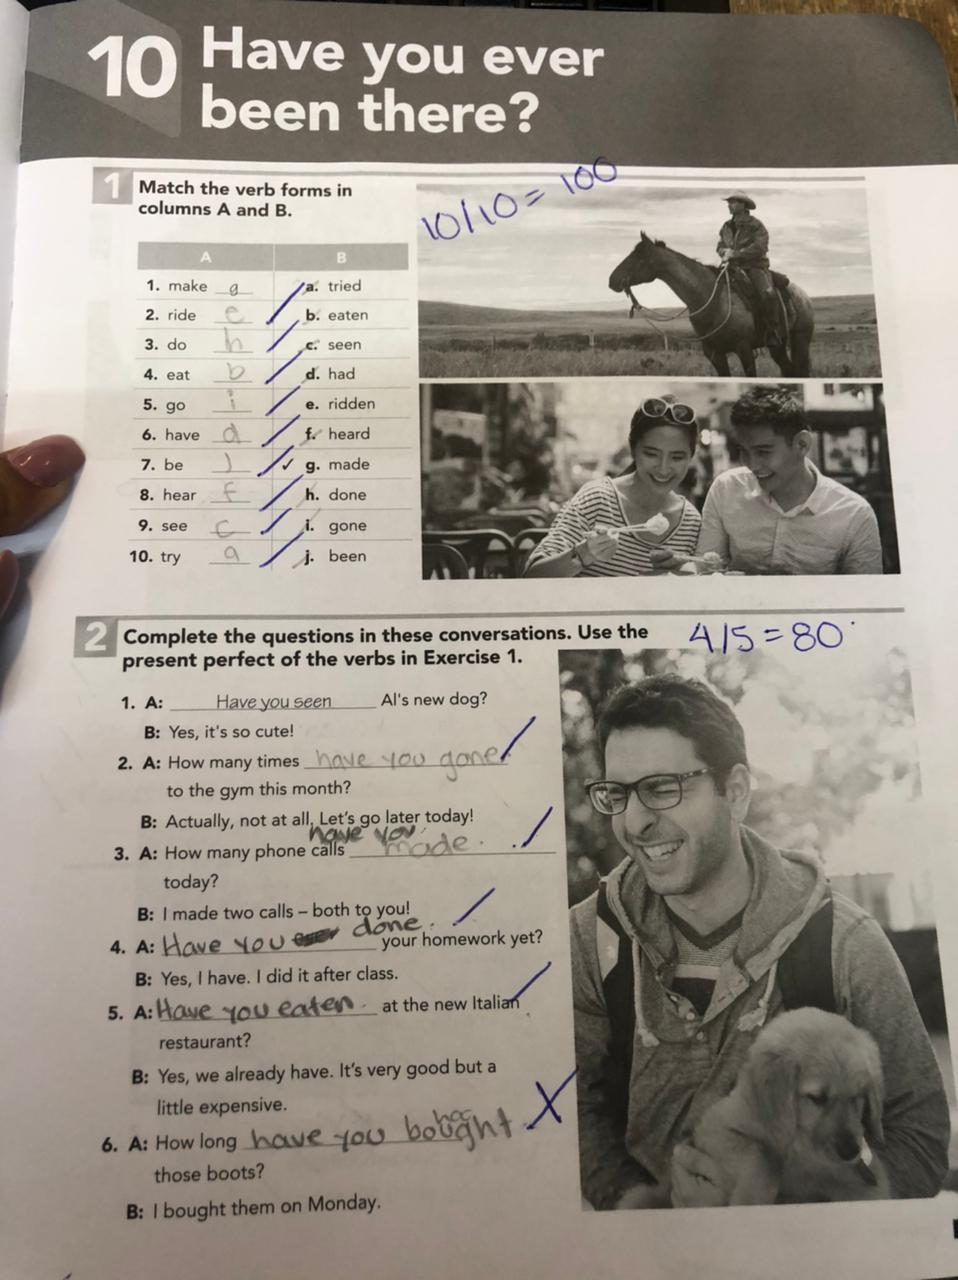 10 Have you ever
been there?
1 Match the verb forms in
columns A and B.
10/10 = 100
A B
1. make g a. tried
2. ride e b. eaten
3. do h c. seen
4. eat b d. had
5. go i e. ridden
6. have d f. heard
7. be j ✓ g. made
8. hear f h. done
9. see c i. gone
10. try a j. been
2 Complete the questions in these conversations. Use the
present perfect of the verbs in Exercise 1.
4/5 = 80
1. A: Have you seen Al's new dog?
B: Yes, it's so cute!
2. A: How many times have you gone
to the gym this month?
B: Actually, not at all. Let's go later today!
have you
3. A: How many phone calls made.
today?
B: I made two calls – both to you!
done.
4. A: Have you your homework yet?
B: Yes, I have. I did it after class.
5. A: Have you eaten at the new Italian
restaurant?
B: Yes, we already have. It's very good but a
little expensive.
6. A: How long have you bought
those boots?
B: I bought them on Monday.